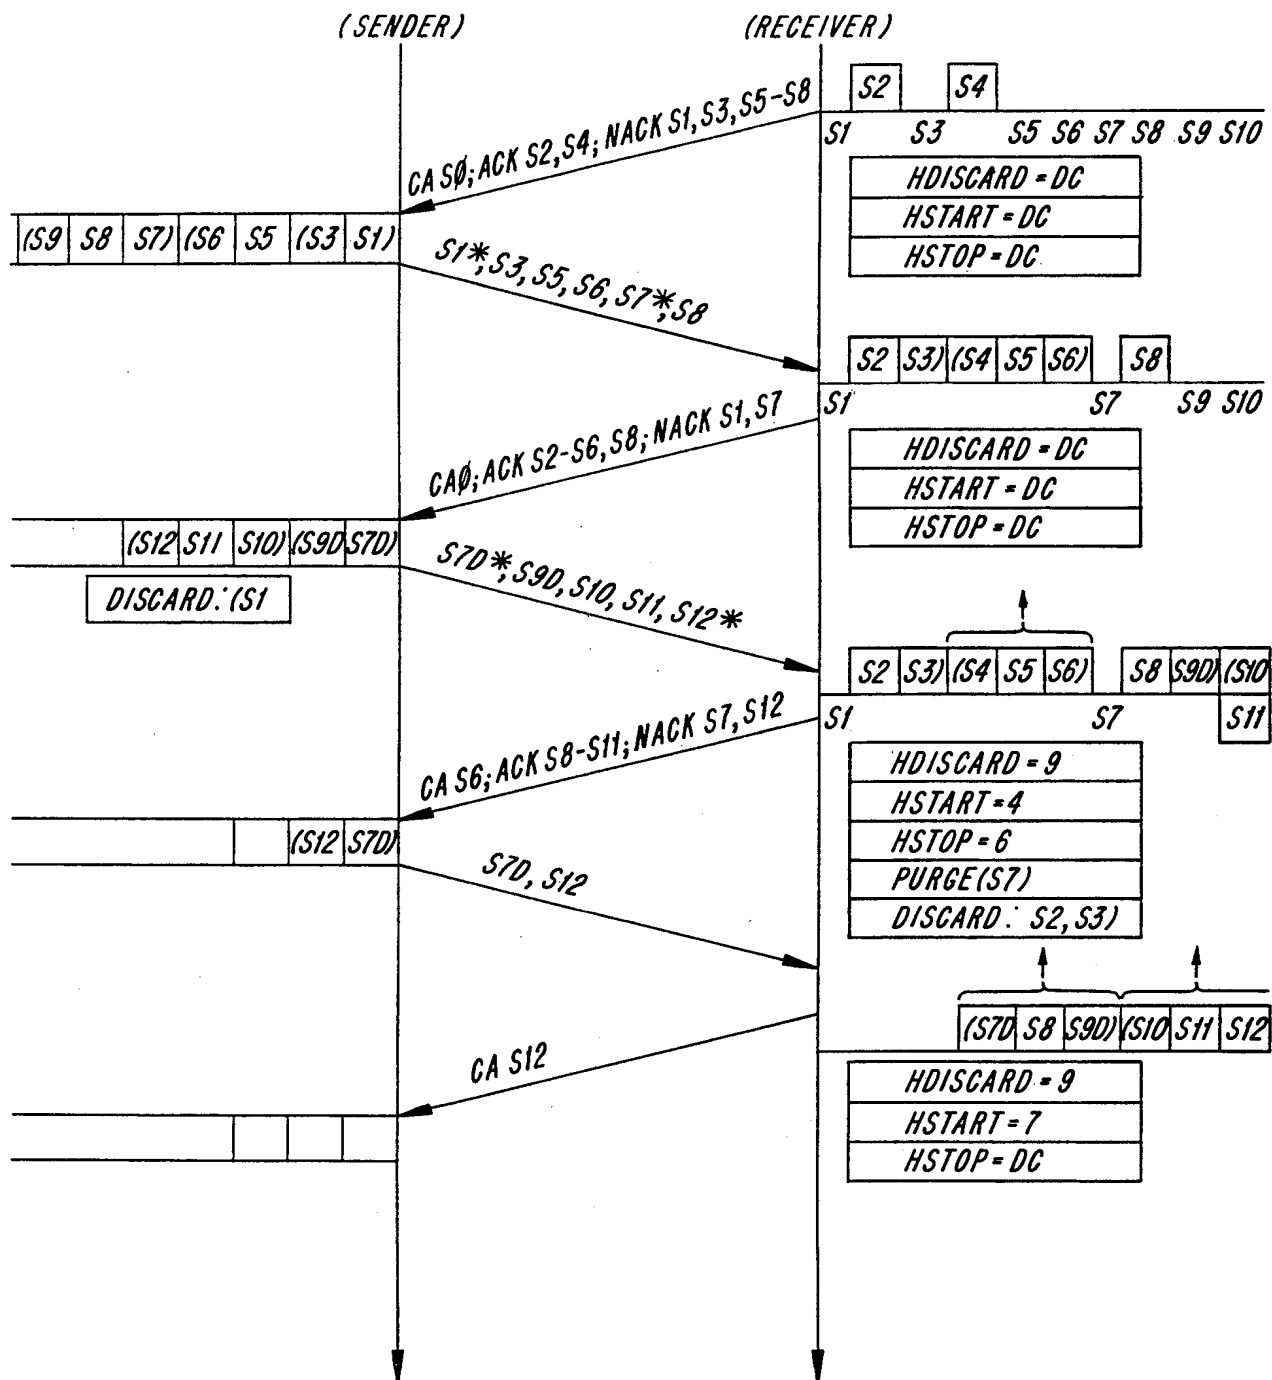 (SENDER)
(RECEIVER)
S2 S4
S1 S3 S5 S6 S7 S8 S9 S10
CA SØ; ACK S2, S4; NACK S1, S3, S5-S8
HDISCARD = DC
HSTART = DC
HSTOP = DC
(S9 S8 S7) (S6 S5 (S3 S1)
S1*, S3, S5, S6, S7*, S8
S2 S3) (S4 S5 S6) S8
S1 S7 S9 S10
CAØ; ACK S2-S6, S8; NACK S1, S7
HDISCARD = DC
HSTART = DC
HSTOP = DC
(S12 S11 S10) (S9D S7D)
DISCARD: (S1
S7D*, S9D, S10, S11, S12*
S2 S3) (S4 S5 S6) S8 S9D) (S10
S1 S7 S11
CA S6; ACK S8-S11; NACK S7, S12
HDISCARD = 9
HSTART = 4
HSTOP = 6
PURGE(S7)
DISCARD: S2, S3)
(S12 S7D)
S7D, S12
(S7D S8 S9D) (S10 S11 S12
CA S12
HDISCARD = 9
HSTART = 7
HSTOP = DC